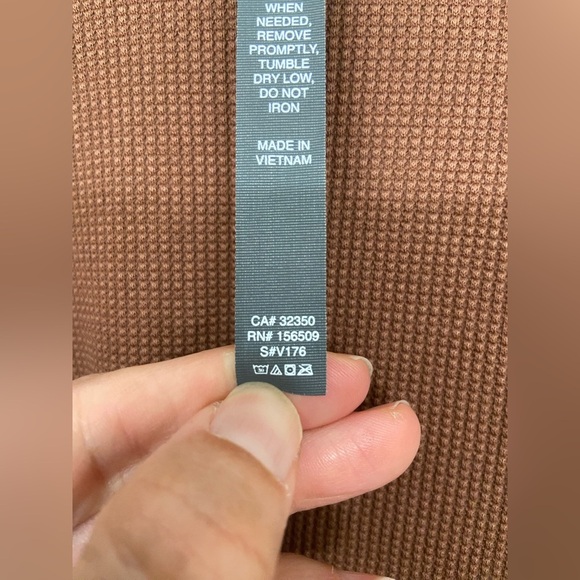 WHEN
NEEDED,
REMOVE
PROMPTLY,
TUMBLE
DRY LOW,
DO NOT
IRON
MADE IN
VIETNAM
CA# 32350
RN# 156509
S#V176